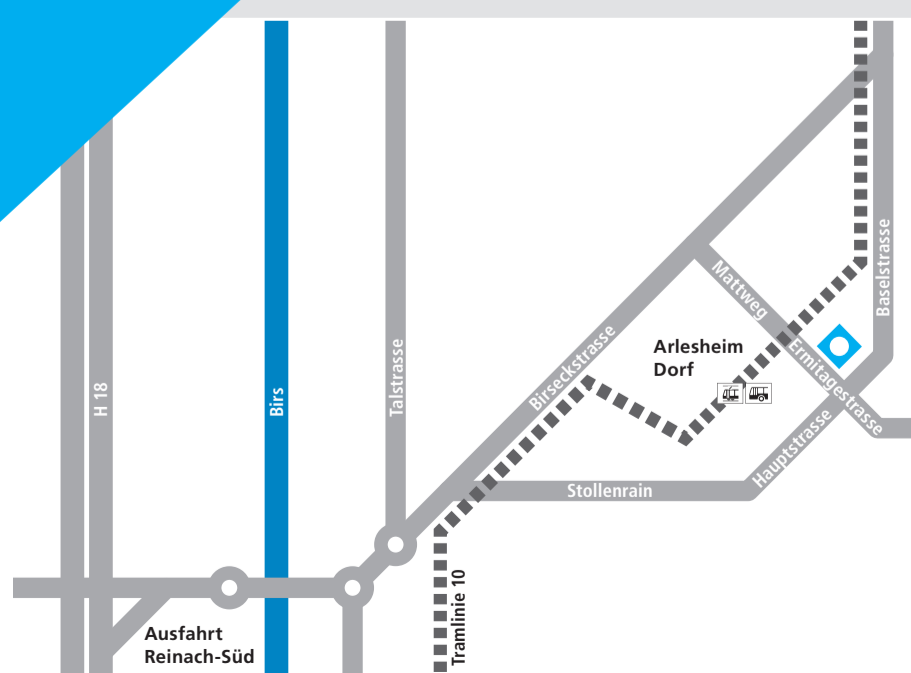 H 18
Birs
Talstrasse
Birseckstrasse
Mattweg
Baselstrasse
Arlesheim
Dorf
Ermitagestrasse
Hauptstrasse
Stollenrain
Tramlinie 10
Ausfahrt
Reinach-Süd